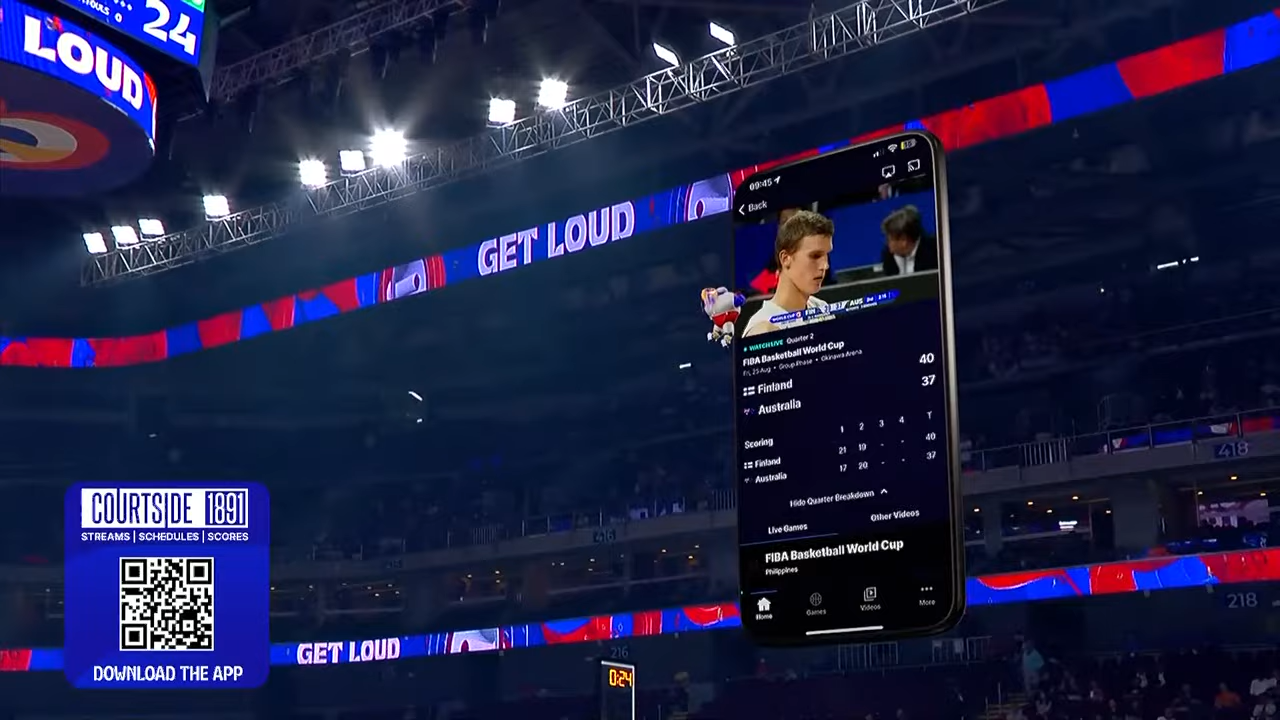 24
LOUD
GET LOUD
09:45
Back
WATCH LIVE Quarter 2
FIBA Basketball World Cup
Fri, 25 Aug • Group Phase • Okinawa Arena
Finland 40
Australia 37
Scoring 1 2 3 4 T
Finland 21 19 - - 40
Australia 17 20 - - 37
Hide Quarter Breakdown
Live Games Other Videos
FIBA Basketball World Cup
Philippines
Home Games Videos More
416
418
218
216
0:24
GET LOUD
COURTSIDE 1891
STREAMS | SCHEDULES | SCORES
DOWNLOAD THE APP